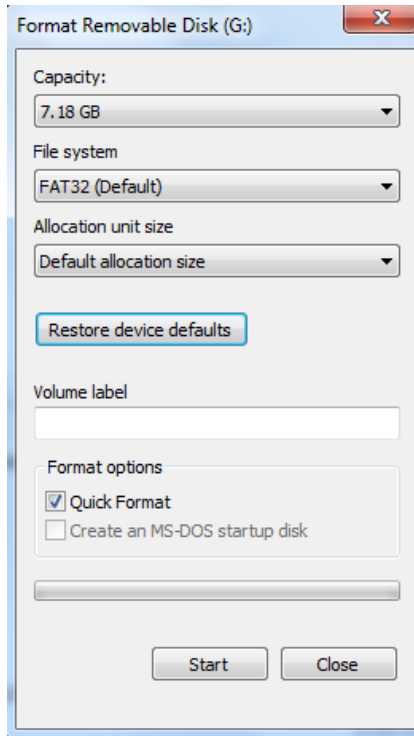 Format Removable Disk (G:)
Capacity:
7.18 GB
File system
FAT32 (Default)
Allocation unit size
Default allocation size
Restore device defaults
Volume label
Format options
Quick Format
Create an MS-DOS startup disk
Start Close